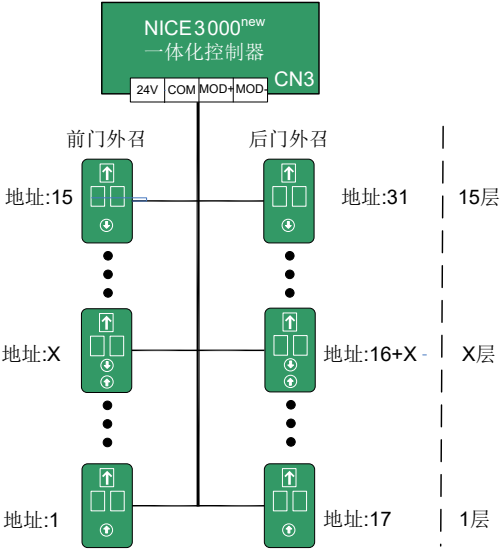 NICE3000new
一体化控制器
CN3
24V COM MOD+ MOD-
前门外召 后门外召
地址:15 地址:31 15层
地址:X 地址:16+X X层
地址:1 地址:17 1层